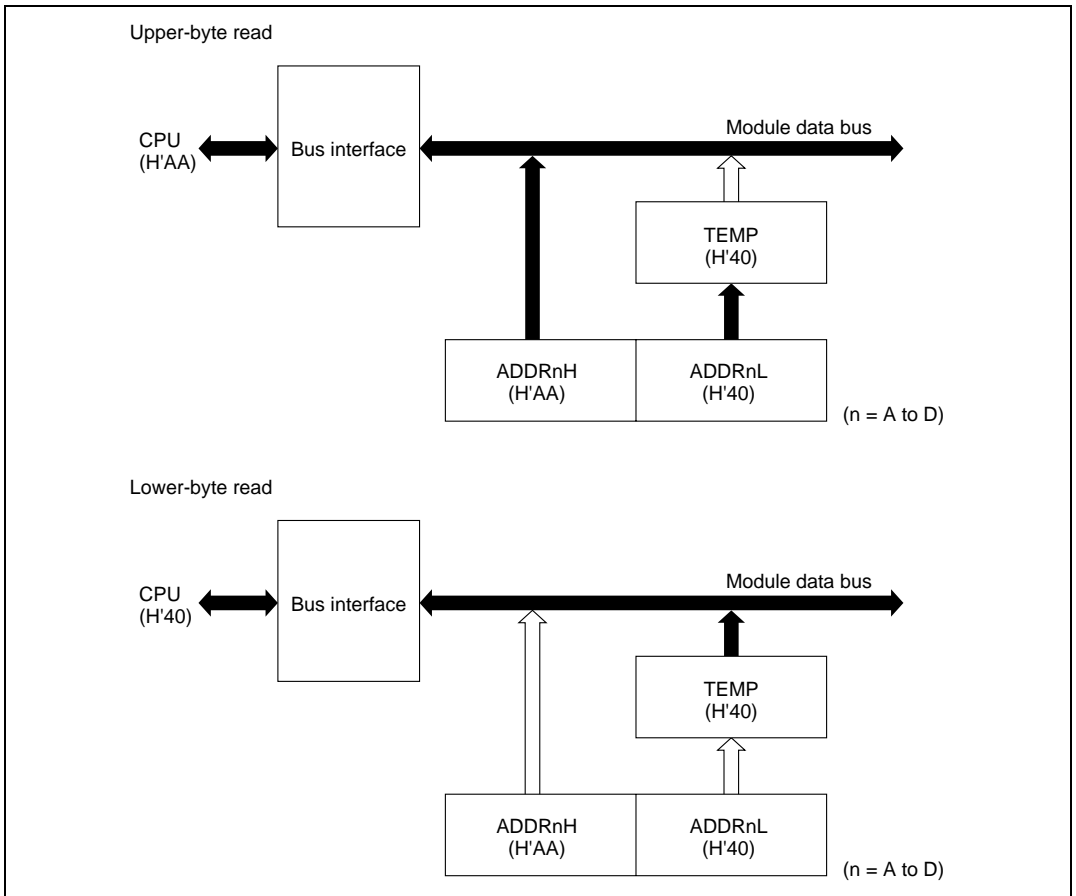 Upper-byte read
Module data bus
CPU
(H'AA)
Bus interface
TEMP
(H'40)
ADDRnH
(H'AA)
ADDRnL
(H'40)
(n = A to D)
Lower-byte read
Module data bus
CPU
(H'40)
Bus interface
TEMP
(H'40)
ADDRnH
(H'AA)
ADDRnL
(H'40)
(n = A to D)